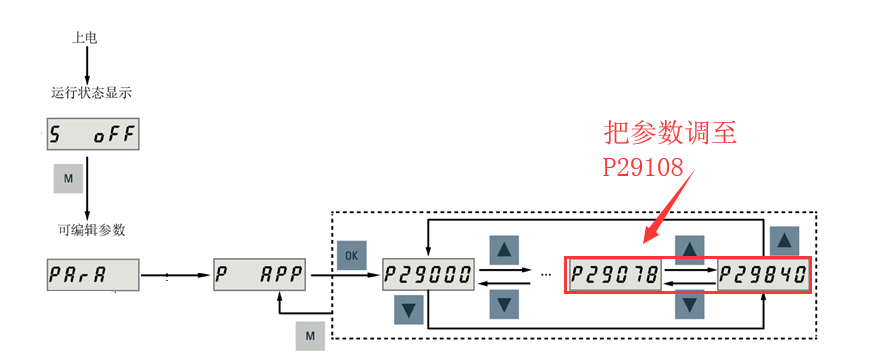 上电
运行状态显示
S oFF
M
可编辑参数
PArA
P APP
OK
P29000
...
P29078
P29840
M
把参数调至
P29108